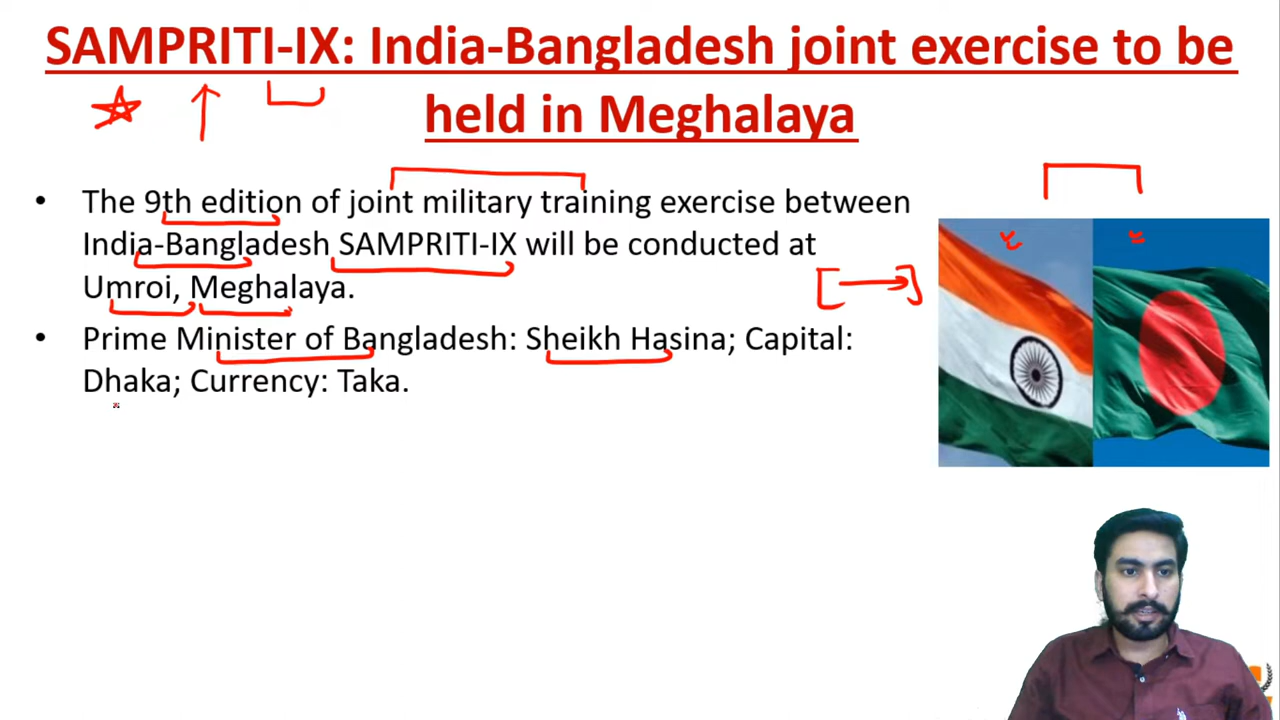 SAMPRITI-IX: India-Bangladesh joint exercise to be
held in Meghalaya
• The 9th edition of joint military training exercise between
India-Bangladesh SAMPRITI-IX will be conducted at
Umroi, Meghalaya.
• Prime Minister of Bangladesh: Sheikh Hasina; Capital:
Dhaka; Currency: Taka.